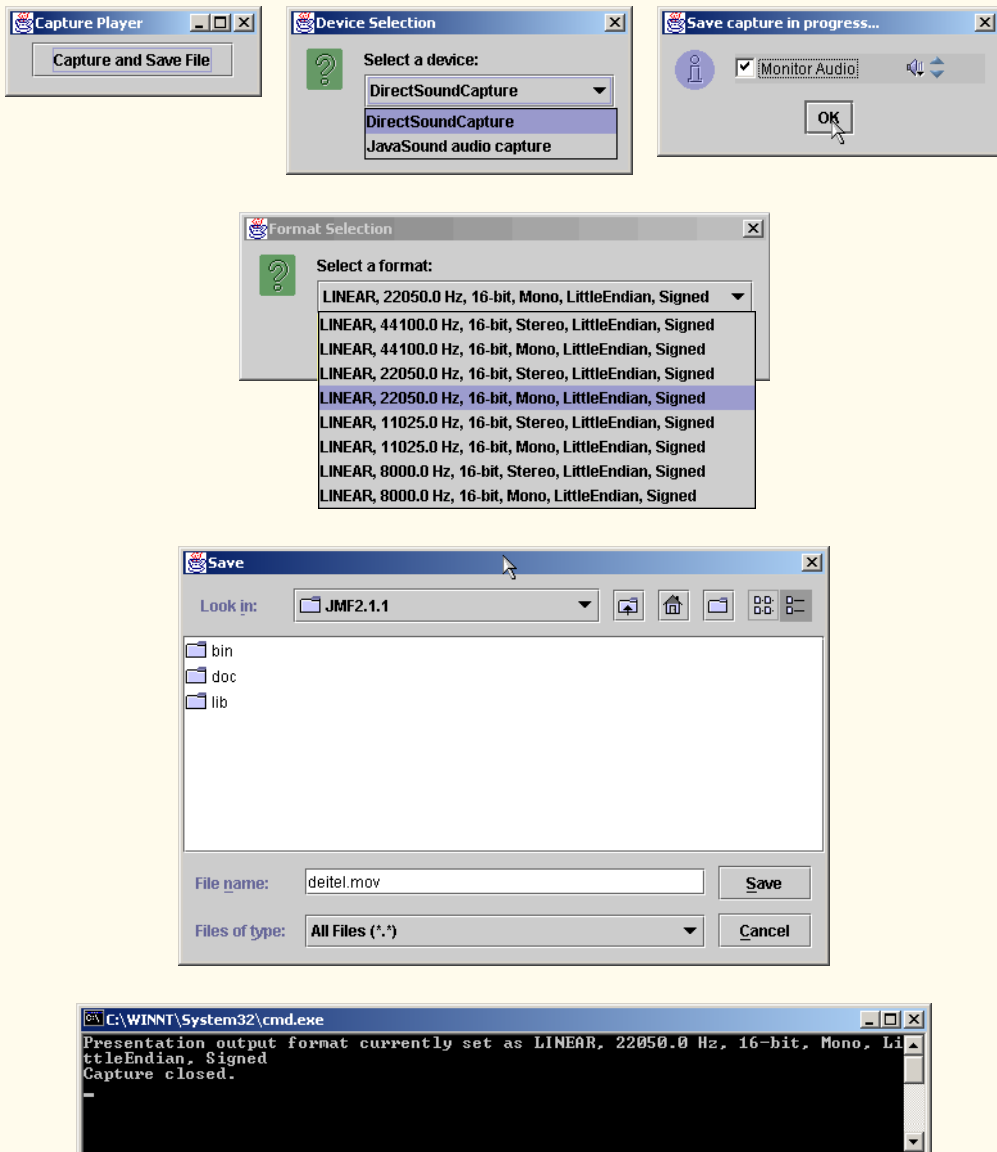 Capture Player
Capture and Save File
Device Selection
Select a device:
DirectSoundCapture
DirectSoundCapture
JavaSound audio capture
Save capture in progress...
Monitor Audio
OK
Format Selection
Select a format:
LINEAR, 22050.0 Hz, 16-bit, Mono, LittleEndian, Signed
LINEAR, 44100.0 Hz, 16-bit, Stereo, LittleEndian, Signed
LINEAR, 44100.0 Hz, 16-bit, Mono, LittleEndian, Signed
LINEAR, 22050.0 Hz, 16-bit, Stereo, LittleEndian, Signed
LINEAR, 22050.0 Hz, 16-bit, Mono, LittleEndian, Signed
LINEAR, 11025.0 Hz, 16-bit, Stereo, LittleEndian, Signed
LINEAR, 11025.0 Hz, 16-bit, Mono, LittleEndian, Signed
LINEAR, 8000.0 Hz, 16-bit, Stereo, LittleEndian, Signed
LINEAR, 8000.0 Hz, 16-bit, Mono, LittleEndian, Signed
Save
Look in:
JMF2.1.1
bin
doc
lib
File name:
deitel.mov
Save
Files of type:
All Files (*.*)
Cancel
C:\WINNT\System32\cmd.exe
Presentation output format currently set as LINEAR, 22050.0 Hz, 16-bit, Mono, Li
ttleEndian, Signed
Capture closed.